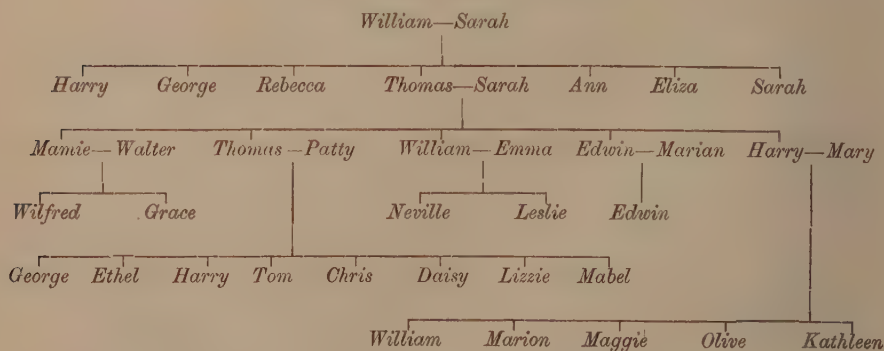 William—Sarah
Harry George Rebecca Thomas—Sarah Ann Eliza Sarah
Mamie—Walter Thomas—Patty William—Emma Edwin—Marian Harry—Mary
Wilfred Grace Neville Leslie Edwin
George Ethel Harry Tom Chris Daisy Lizzie Mabel
William Marion Maggie Olive Kathleen